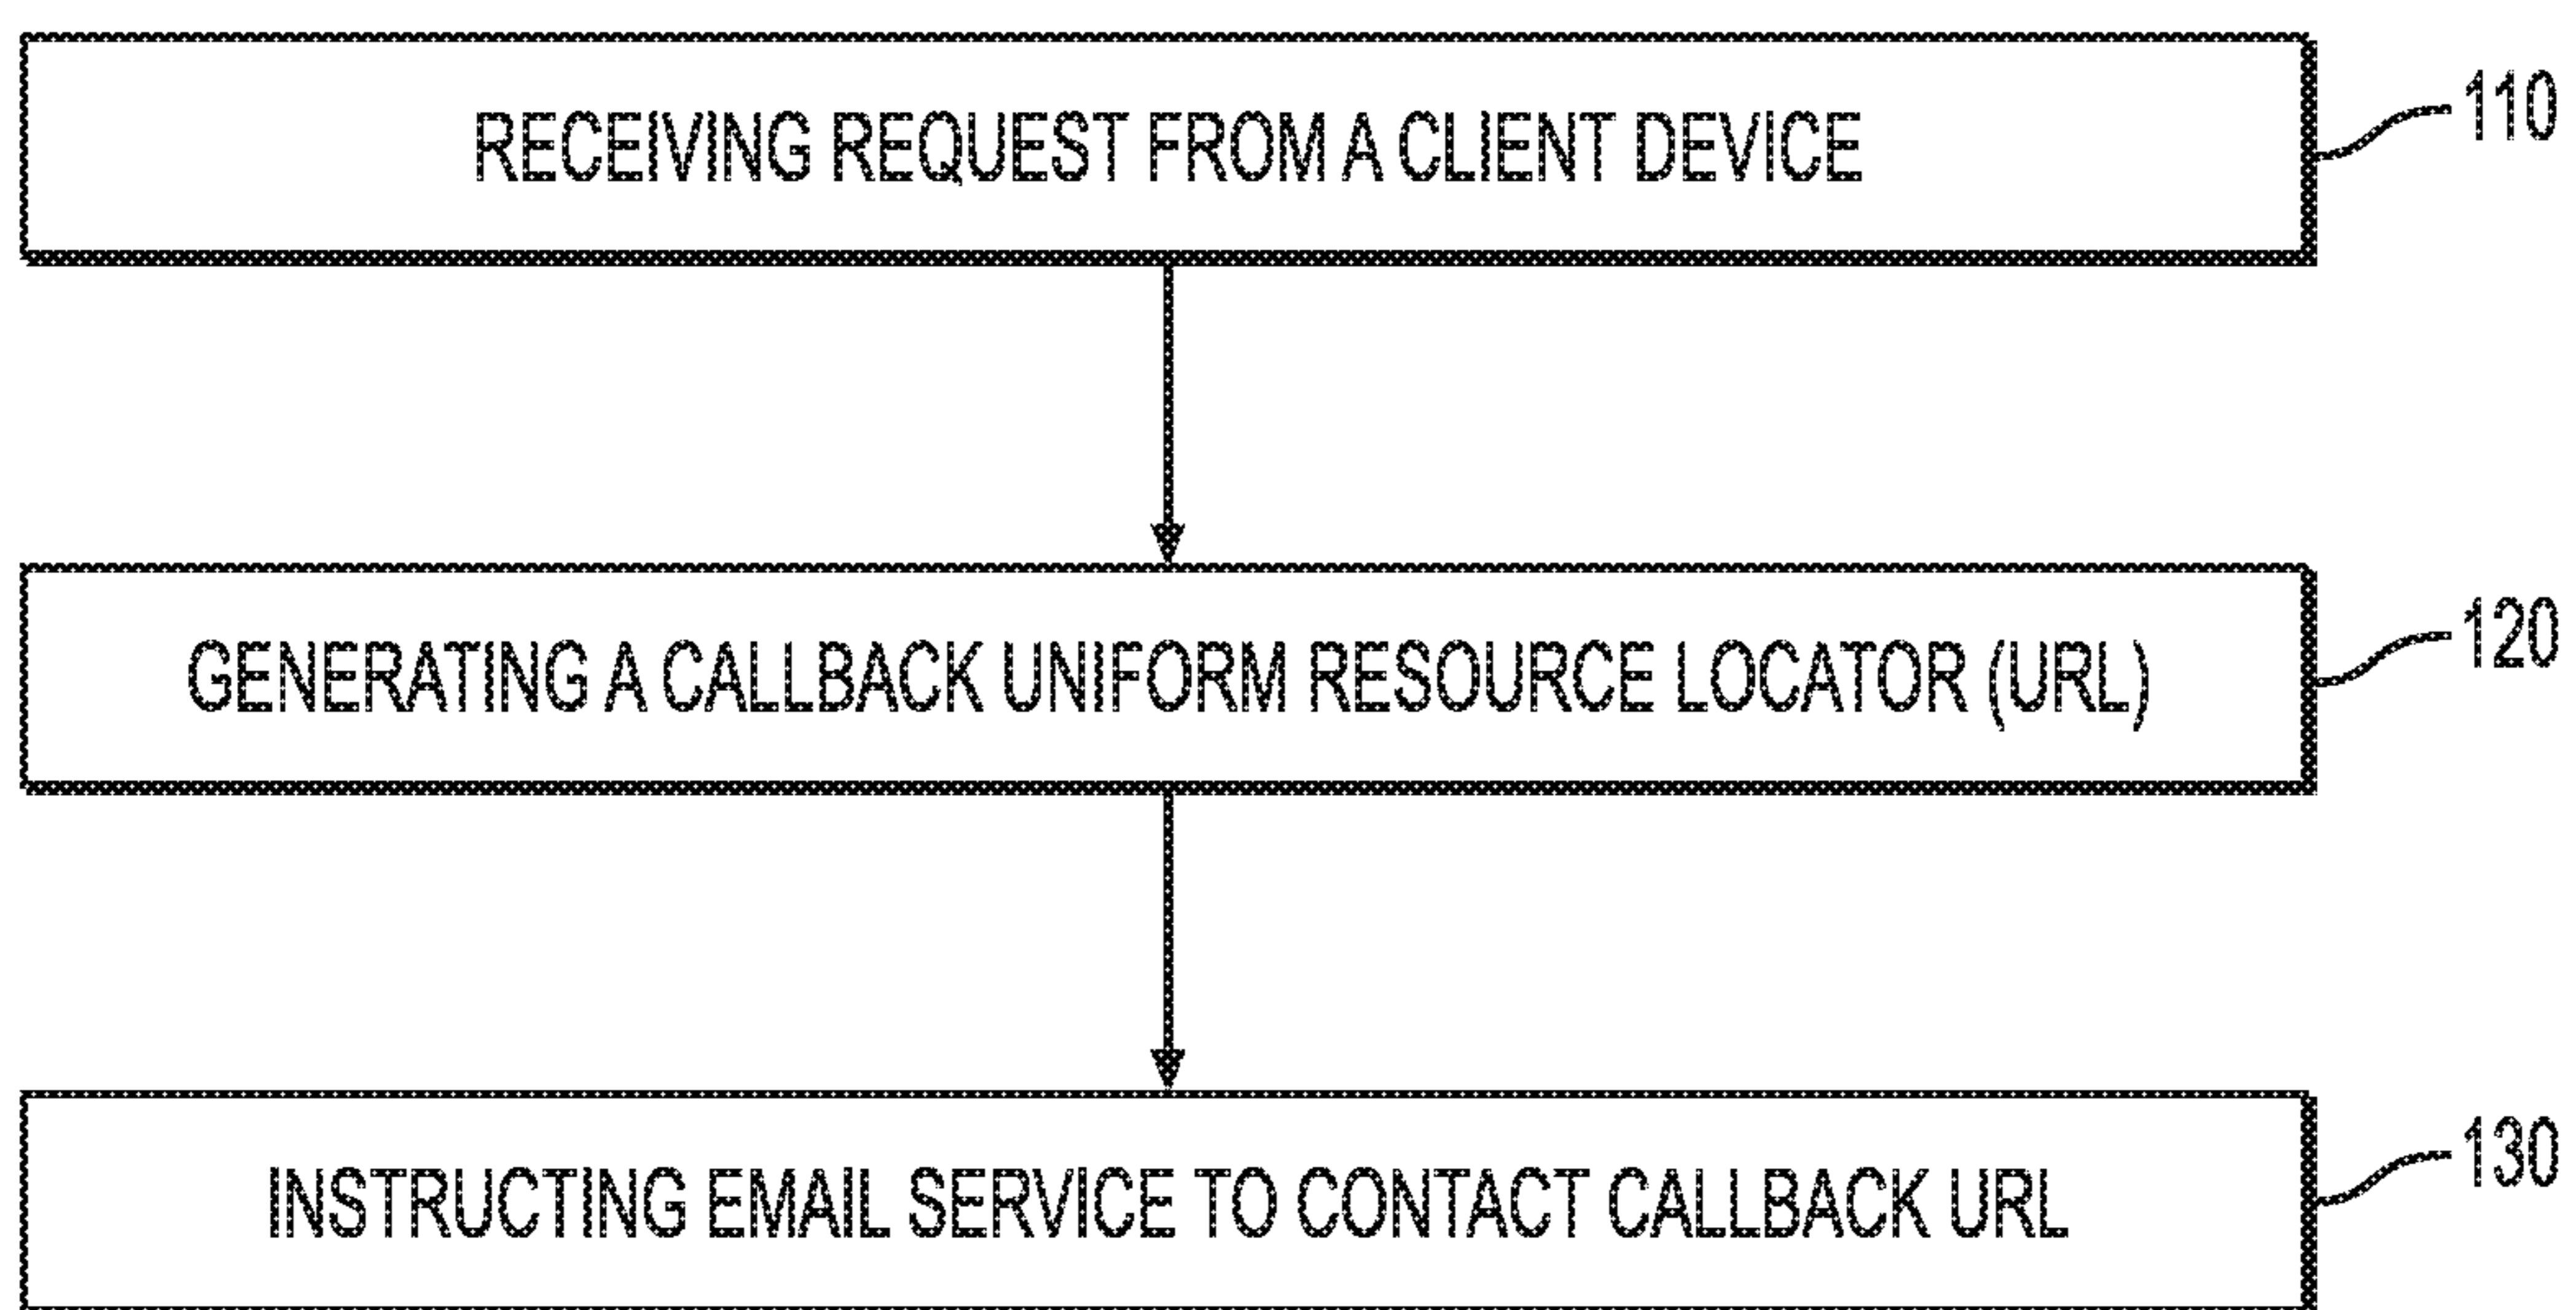 RECEIVING REQUEST FROM A CLIENT DEVICE
110
GENERATING A CALLBACK UNIFORM RESOURCE LOCATOR (URL)
120
INSTRUCTING EMAIL SERVICE TO CONTACT CALLBACK URL
130